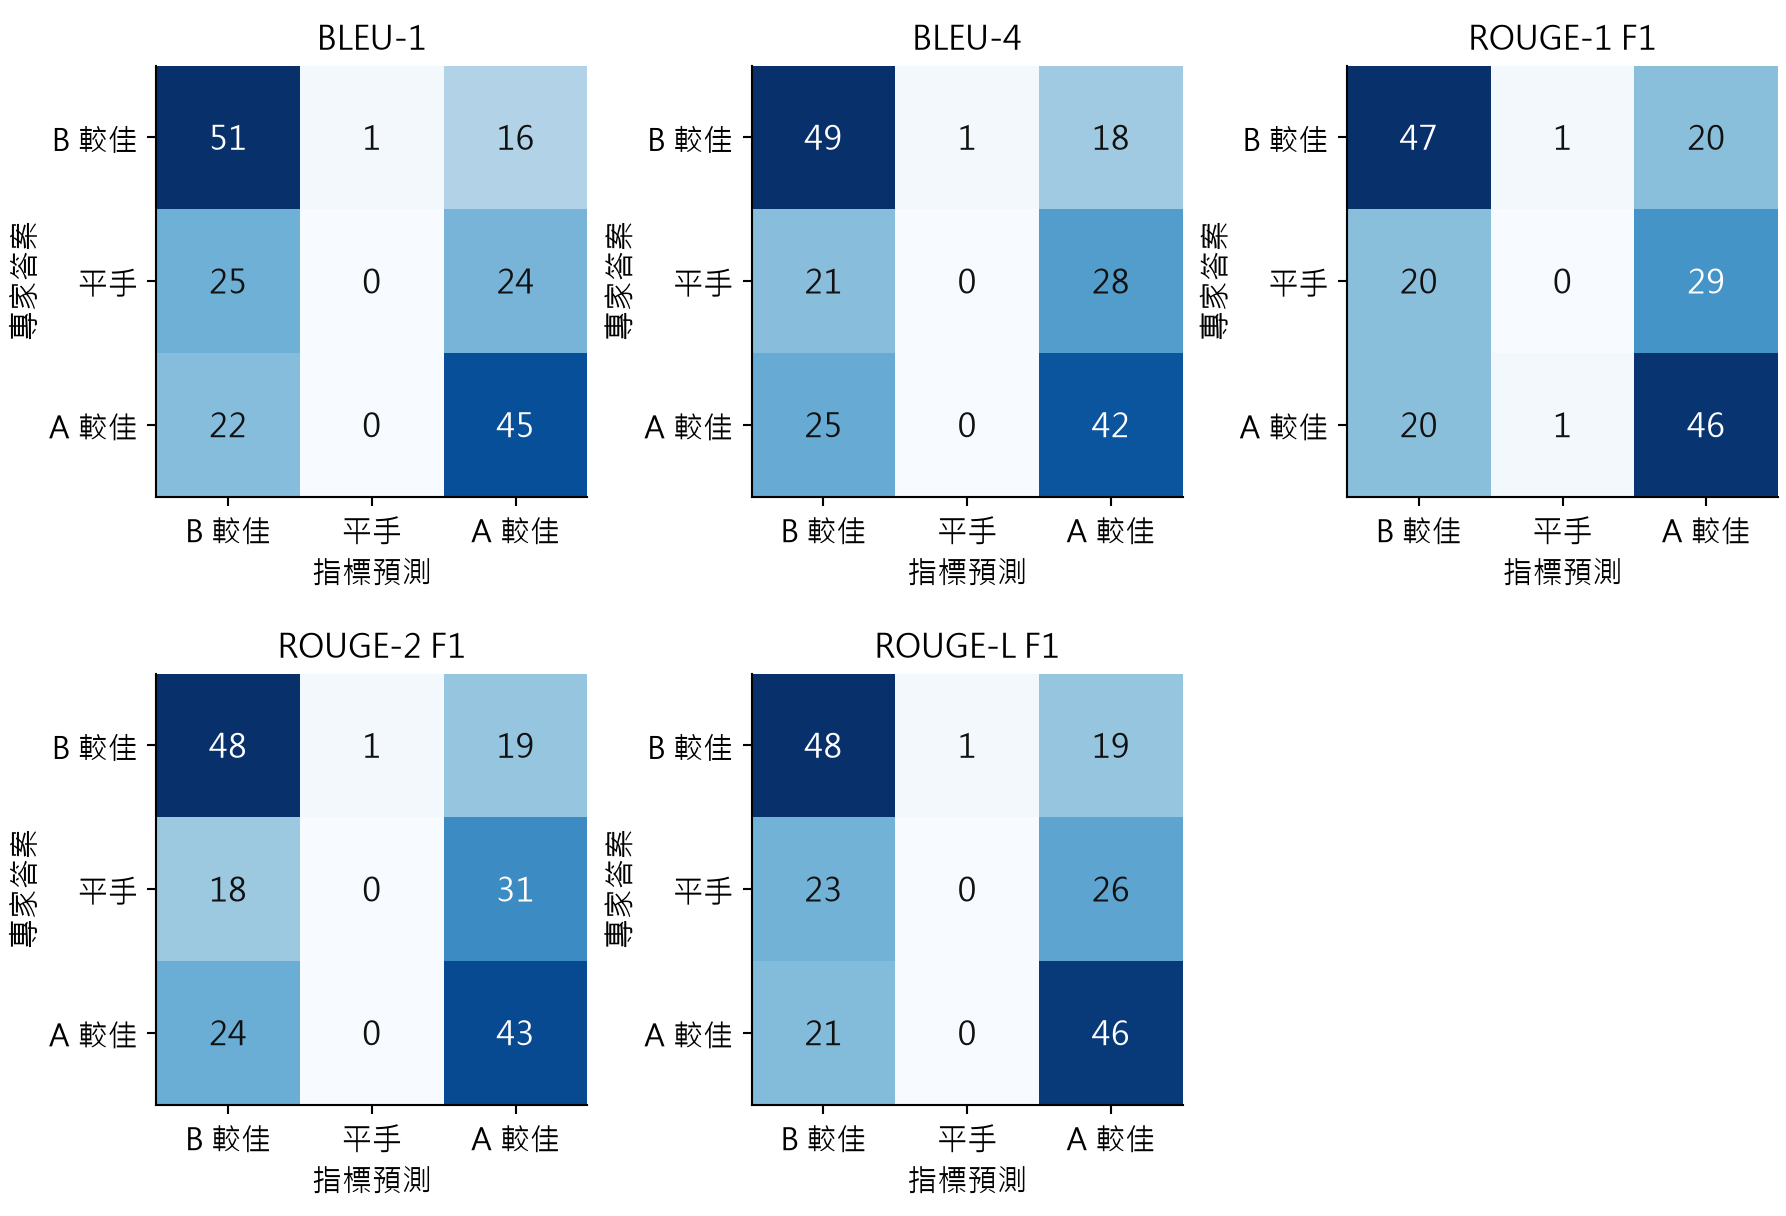 BLEU-1
B 較佳 51 1 16
平手 25 0 24
A 較佳 22 0 45
B 較佳 平手 A 較佳
指標預測
專家答案
BLEU-4
B 較佳 49 1 18
平手 21 0 28
A 較佳 25 0 42
B 較佳 平手 A 較佳
指標預測
專家答案
ROUGE-1 F1
B 較佳 47 1 20
平手 20 0 29
A 較佳 20 1 46
B 較佳 平手 A 較佳
指標預測
專家答案
ROUGE-2 F1
B 較佳 48 1 19
平手 18 0 31
A 較佳 24 0 43
B 較佳 平手 A 較佳
指標預測
專家答案
ROUGE-L F1
B 較佳 48 1 19
平手 23 0 26
A 較佳 21 0 46
B 較佳 平手 A 較佳
指標預測
專家答案